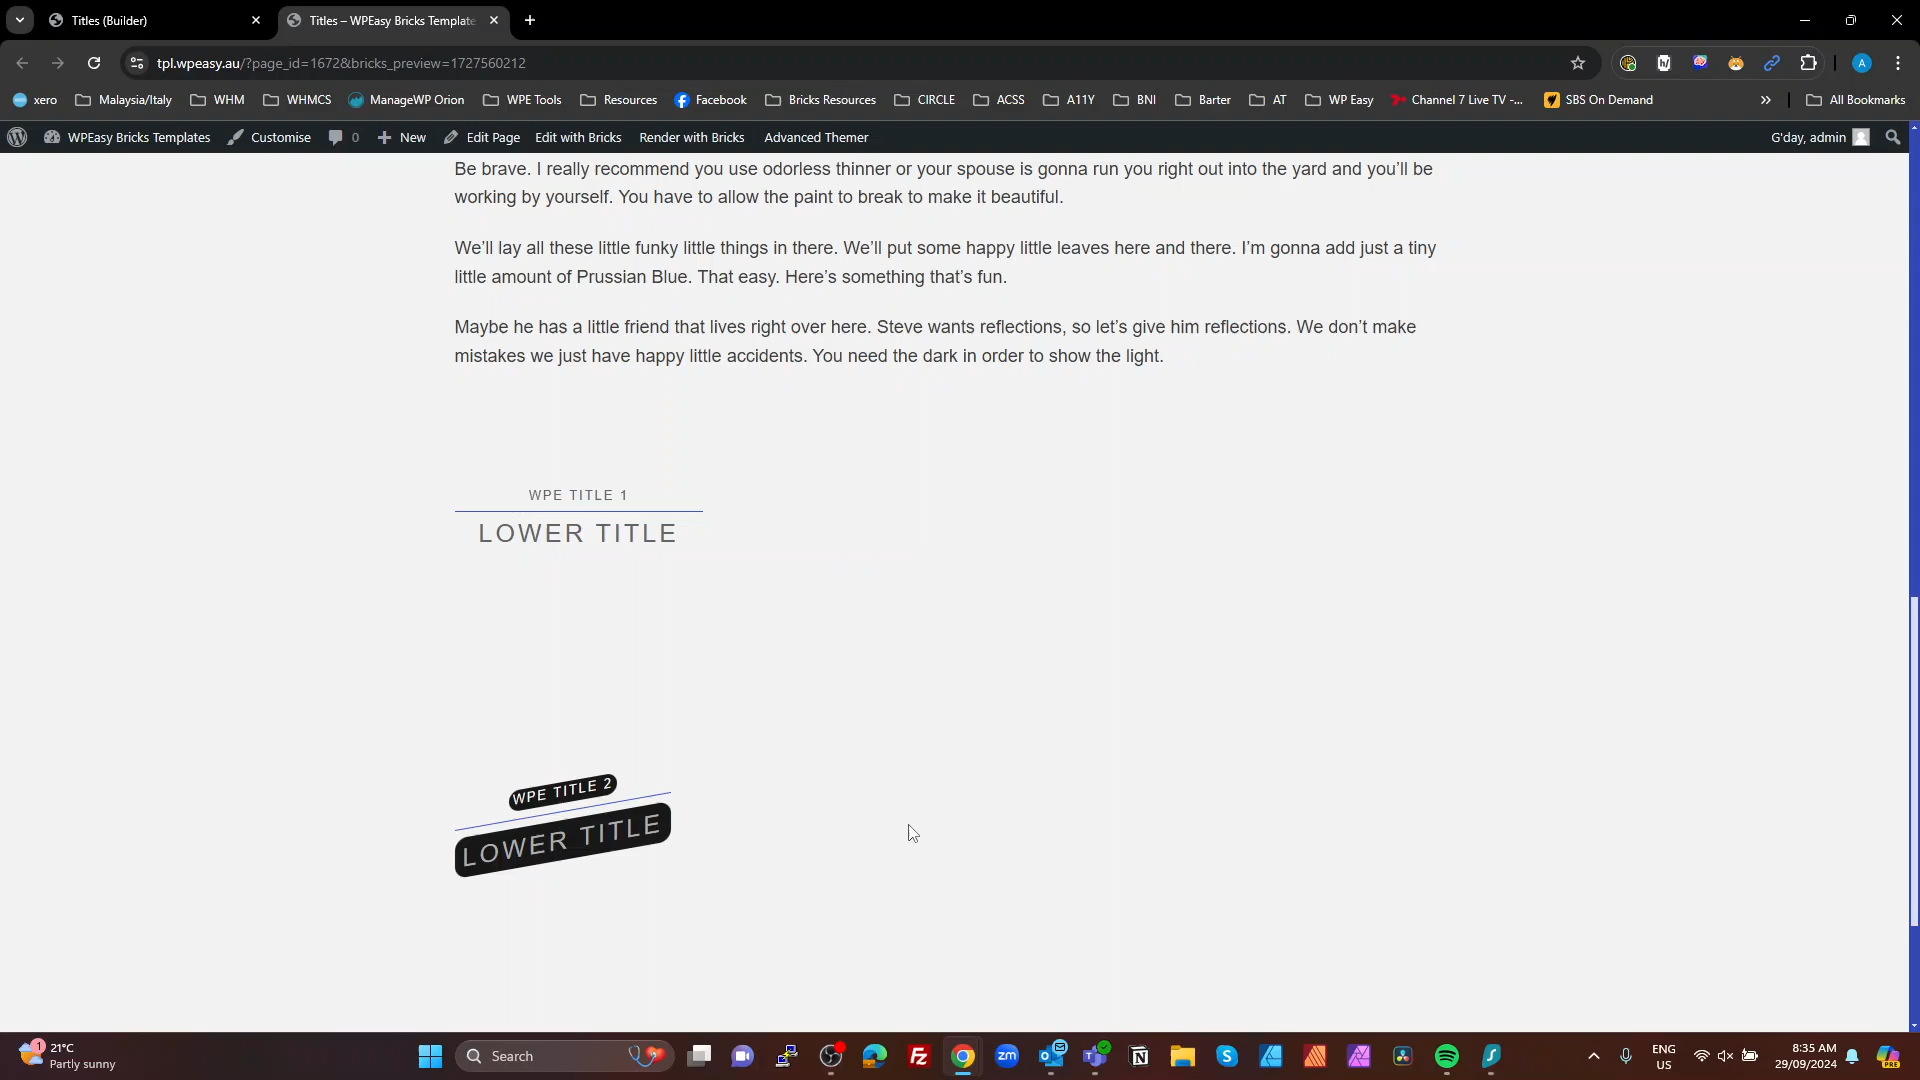 Titles (Builder)
Titles – WPEasy Bricks Template
tpl.wpeasy.au/?page_id=1672&bricks_preview=1727560212
A
xero
Malaysia/Italy
WHM
WHMCS
ManageWP Orion
WPE Tools
Resources
Facebook
Bricks Resources
CIRCLE
ACSS
A11Y
BNI
Barter
AT
WP Easy
Channel 7 Live TV -...
SBS On Demand
All Bookmarks
WPEasy Bricks Templates
Customise
0
New
Edit Page
Edit with Bricks
Render with Bricks
Advanced Themer
G'day, admin
Be brave. I really recommend you use odorless thinner or your spouse is gonna run you right out into the yard and you’ll be
working by yourself. You have to allow the paint to break to make it beautiful.
We’ll lay all these little funky little things in there. We’ll put some happy little leaves here and there. I’m gonna add just a tiny
little amount of Prussian Blue. That easy. Here’s something that’s fun.
Maybe he has a little friend that lives right over here. Steve wants reflections, so let’s give him reflections. We don’t make
mistakes we just have happy little accidents. You need the dark in order to show the light.
WPE TITLE 1
LOWER TITLE
WPE TITLE 2
LOWER TITLE
1
21°C
Partly sunny
Search
Fz
zm
N
S
ENG
US
8:35 AM
29/09/2024
PRE